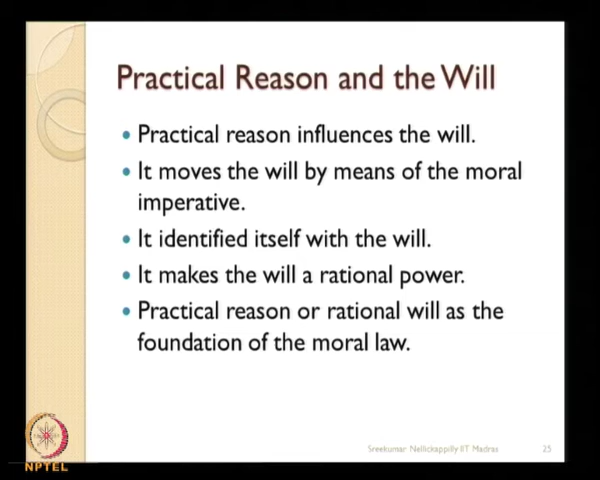 Practical Reason and the Will
• Practical reason influences the will.
• It moves the will by means of the moral
imperative.
• It identified itself with the will.
• It makes the will a rational power.
• Practical reason or rational will as the
foundation of the moral law.
Sreekumar Nellickappilly-IIT Madras 25
NPTEL